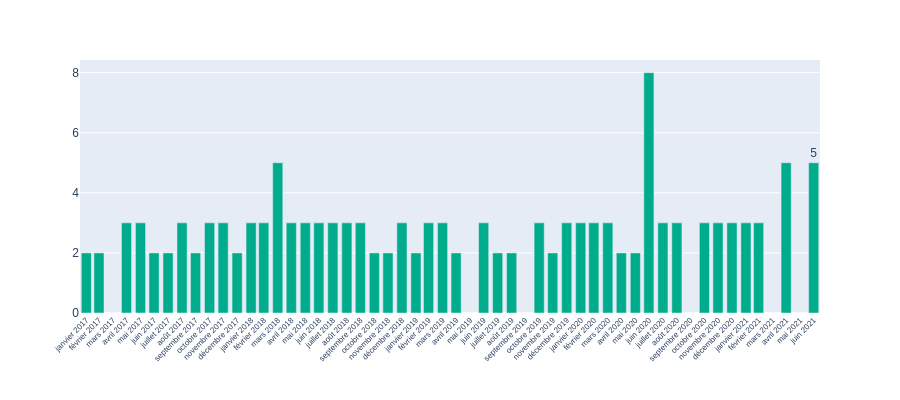 8
6
4
2
0
5
janvier 2017
février 2017
mars 2017
avril 2017
mai 2017
juin 2017
juillet 2017
août 2017
septembre 2017
octobre 2017
novembre 2017
décembre 2017
janvier 2018
février 2018
mars 2018
avril 2018
mai 2018
juin 2018
juillet 2018
août 2018
septembre 2018
octobre 2018
novembre 2018
décembre 2018
janvier 2019
février 2019
mars 2019
avril 2019
mai 2019
juin 2019
juillet 2019
août 2019
septembre 2019
octobre 2019
novembre 2019
décembre 2019
janvier 2020
février 2020
mars 2020
avril 2020
mai 2020
juin 2020
juillet 2020
août 2020
septembre 2020
octobre 2020
novembre 2020
décembre 2020
janvier 2021
février 2021
mars 2021
avril 2021
mai 2021
juin 2021